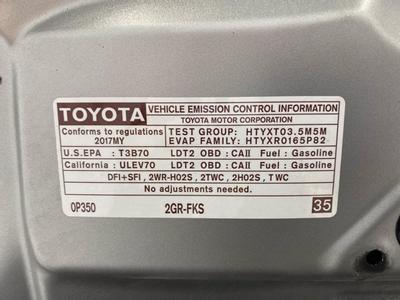 TOYOTA VEHICLE EMISSION CONTROL INFORMATION
TOYOTA MOTOR CORPORATION
Conforms to regulations
2017MY
TEST GROUP: HTYXT03.5M5M
EVAP FAMILY: HTYXR0165P82
U.S.EPA : T3B70 LDT2 OBD : CAII Fuel : Gasoline
California : ULEV70 LDT2 OBD : CAII Fuel : Gasoline
DFI+SFI , 2WR-HO2S , 2TWC , 2HO2S , TWC
No adjustments needed.
0P350 2GR-FKS 35